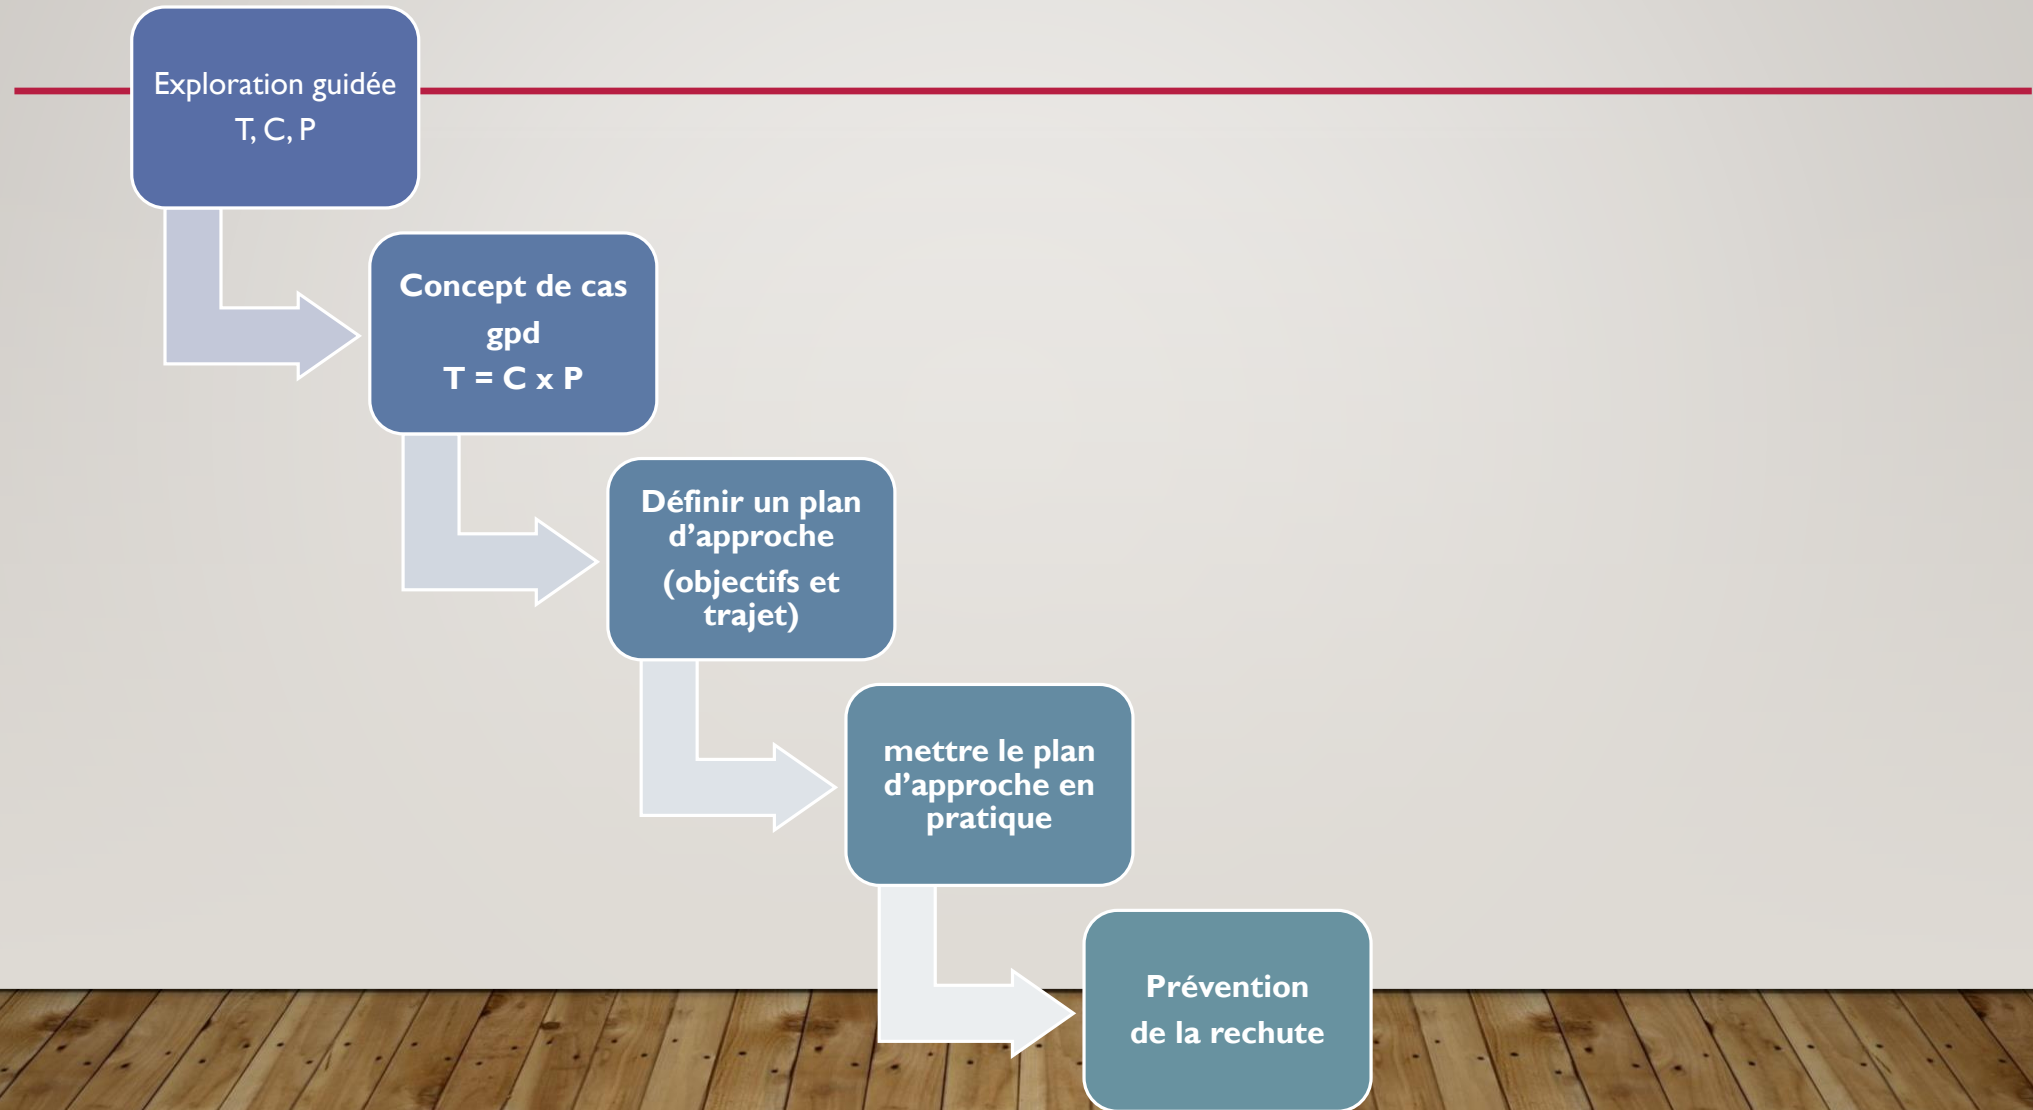 Exploration guidée
T, C, P
Concept de cas
gpd
T = C x P
Définir un plan
d’approche
(objectifs et
trajet)
mettre le plan
d’approche en
pratique
Prévention
de la rechute